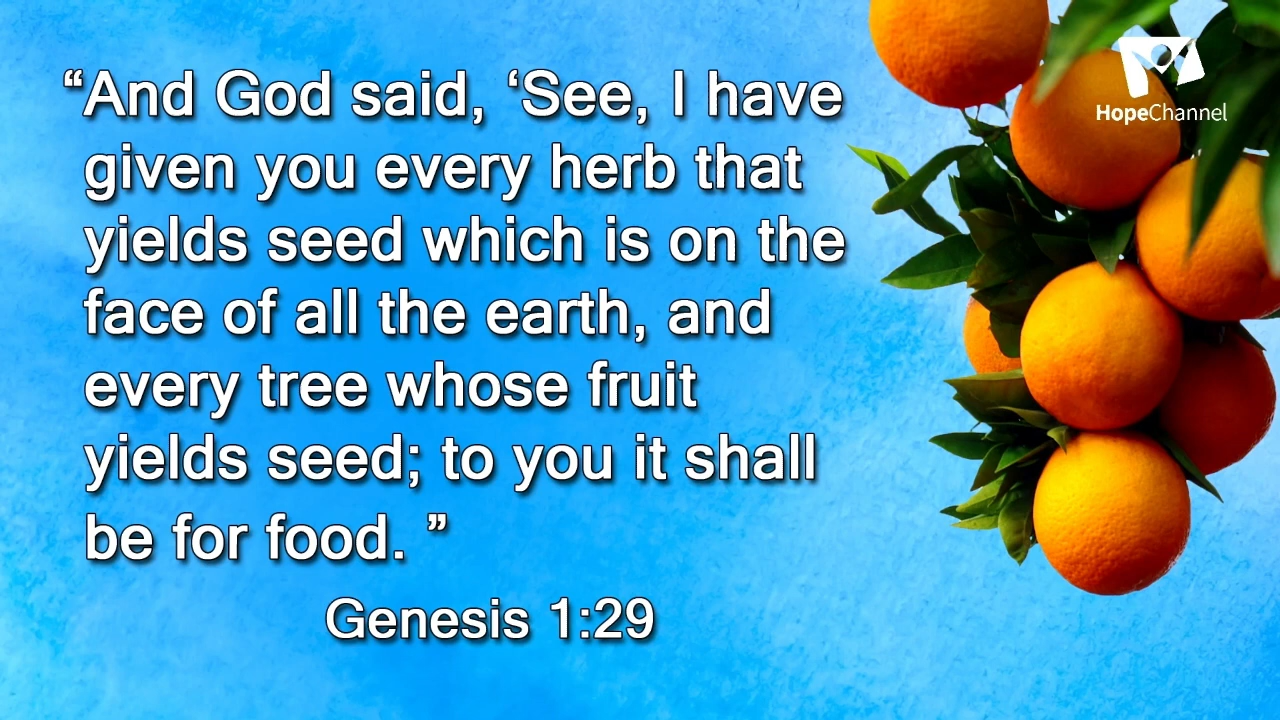 “And God said, ‘See, I have
given you every herb that
yields seed which is on the
face of all the earth, and
every tree whose fruit
yields seed; to you it shall
be for food. ”
Genesis 1:29
HopeChannel